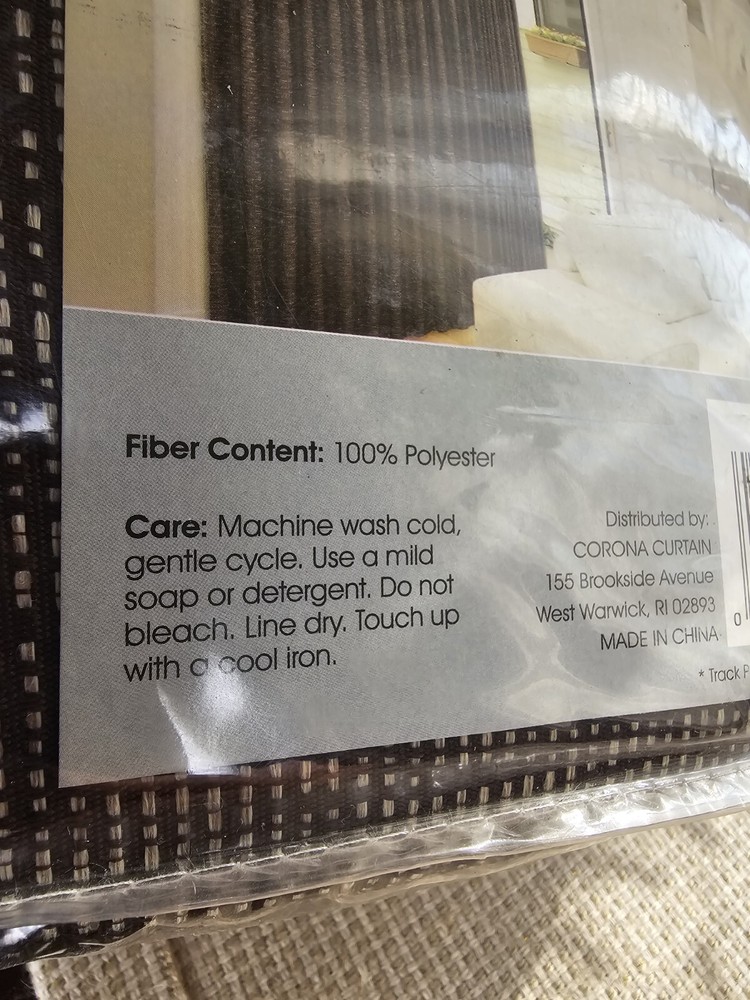 Fiber Content: 100% Polyester
Care: Machine wash cold,
gentle cycle. Use a mild
soap or detergent. Do not
bleach. Line dry. Touch up
with a cool iron.
Distributed by:
CORONA CURTAIN
155 Brookside Avenue
West Warwick, RI 02893
MADE IN CHINA
* Track
0